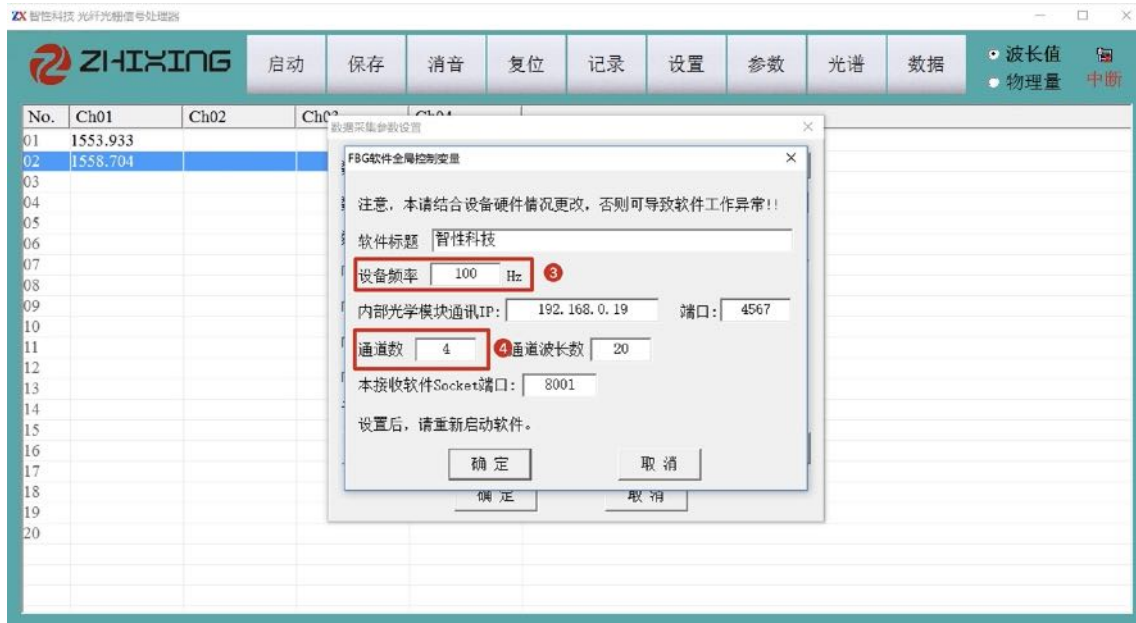 ZX 智性科技 光纤光栅信号处理器
ZHIXING 启动 保存 消音 复位 记录 设置 参数 光谱 数据 波长值 物理量 中断
No. Ch01 Ch02
01 1553.933
02 1558.704
03
04
05
06
07
08
09
10
11
12
13
14
15
16
17
18
19
20
数据采集参数设置
FBG软件全局控制变量
注意，本请结合设备硬件情况更改，否则可导致软件工作异常!!
软件标题 智性科技
设备频率 100 Hz 3
内部光学模块通讯IP: 192.168.0.19 端口: 4567
通道数 4 4 通道波长数 20
本接收软件Socket端口: 8001
设置后，请重新启动软件。
确定 取消
确定 取消